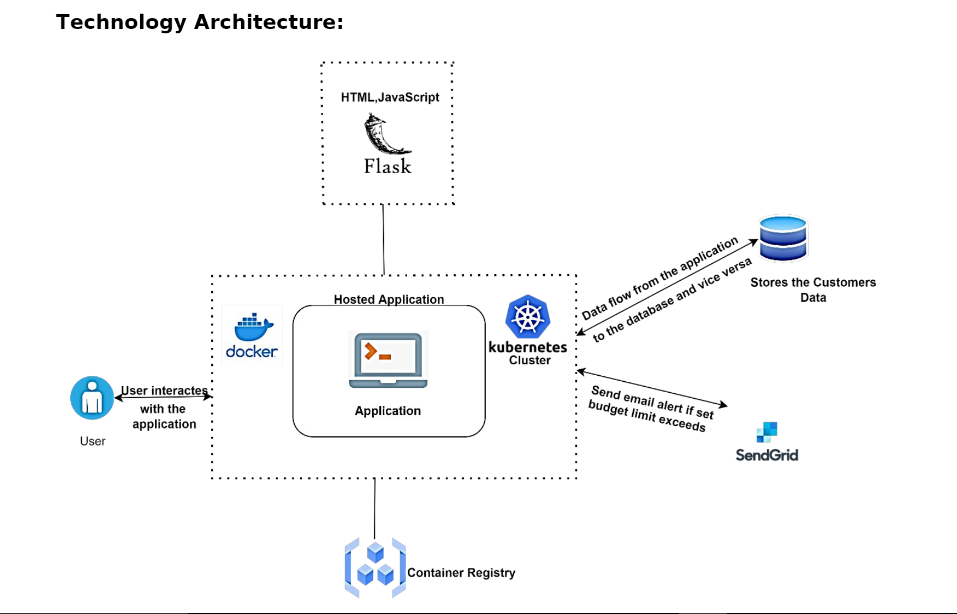 Technology Architecture:
HTML,JavaScript
Flask
Hosted Application
docker
kubernetes
Cluster
Application
User interactes
with the
application
User
Data flow from the application
to the database and vice versa
Stores the Customers
Data
Send email alert if set
budget limit exceeds
SendGrid
Container Registry